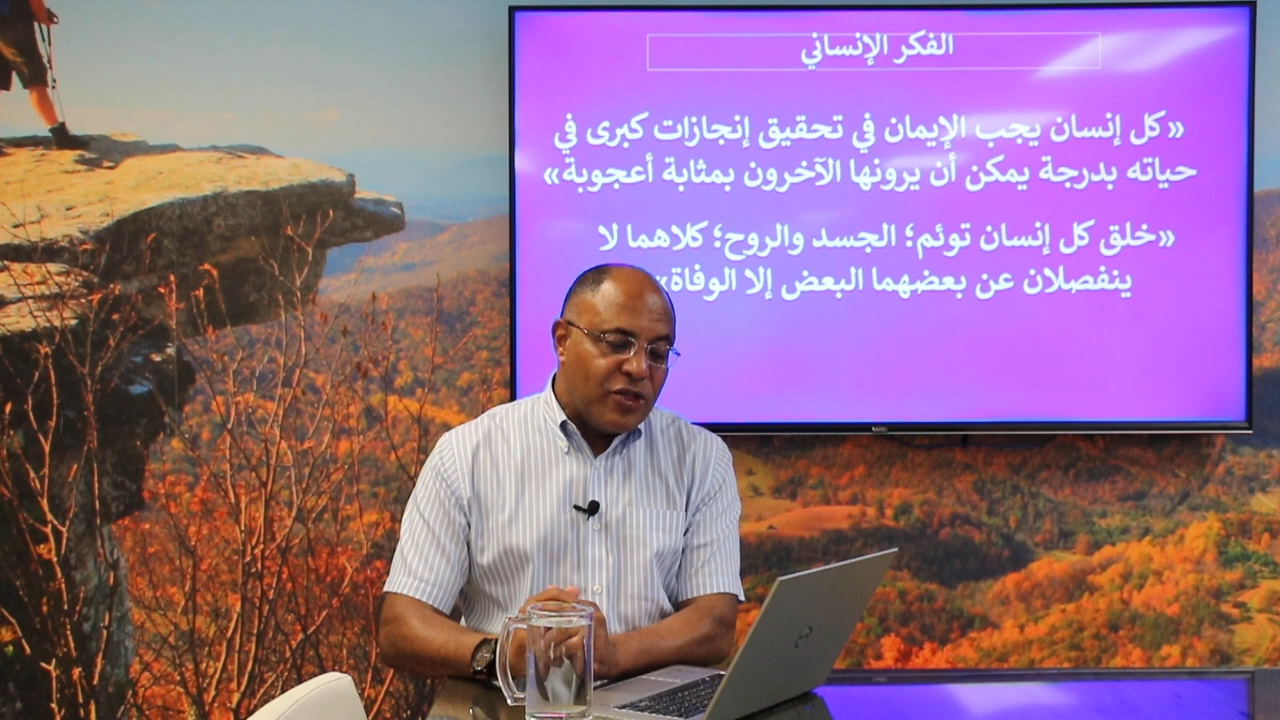 الفكر الإنساني
«كل إنسان يجب الإيمان في تحقيق إنجازات كبرى في
حياته بدرجة يمكن أن يرونها الآخرون بمثابة أعجوبة»
«خلق كل إنسان توئم؛ الجسد والروح؛ كلاهما لا
ينفصلان عن بعضهما البعض إلا الوفاة»